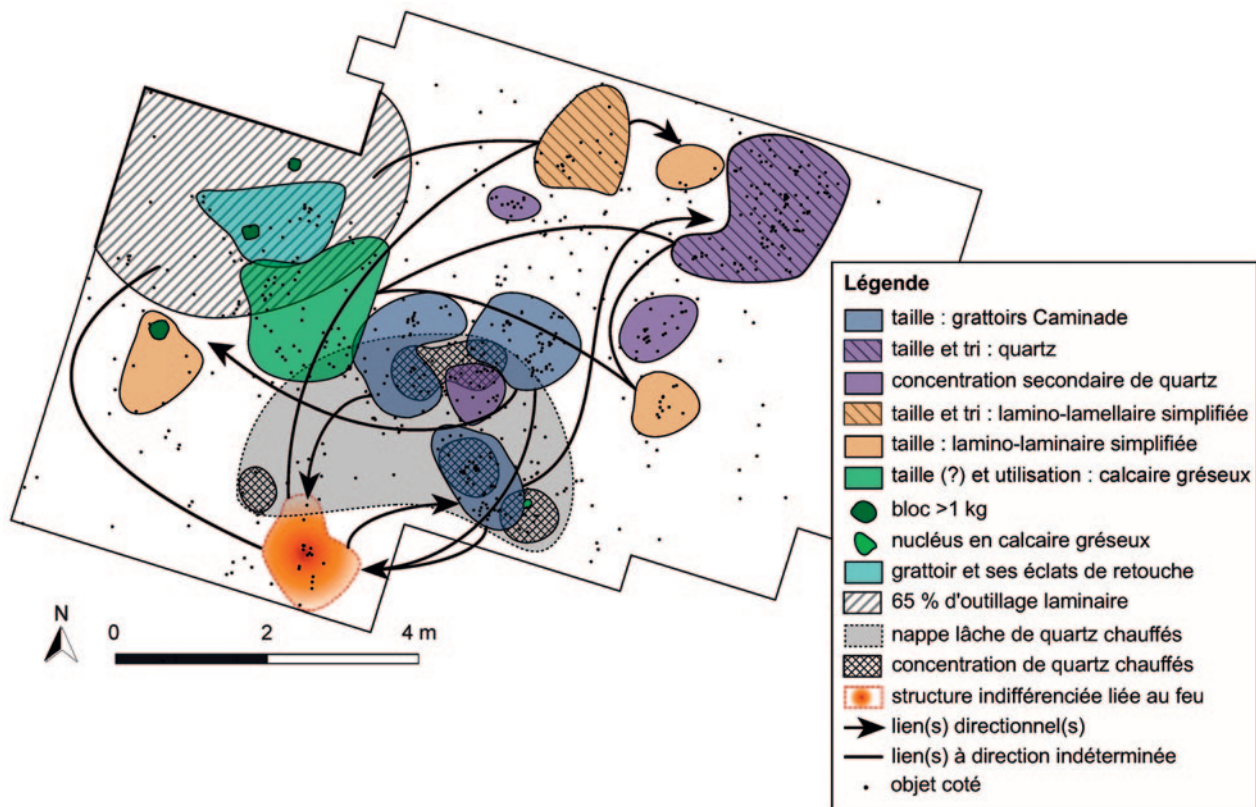 Légende
taille : grattoirs Caminade
taille et tri : quartz
concentration secondaire de quartz
taille et tri : lamino-lamellaire simplifiée
taille : lamino-laminaire simplifiée
taille (?) et utilisation : calcaire gréseux
bloc >1 kg
nucléus en calcaire gréseux
grattoir et ses éclats de retouche
65 % d'outillage laminaire
nappe lâche de quartz chauffés
concentration de quartz chauffés
structure indifférenciée liée au feu
lien(s) directionnel(s)
lien(s) à direction indéterminée
objet coté
N
0 2 4 m